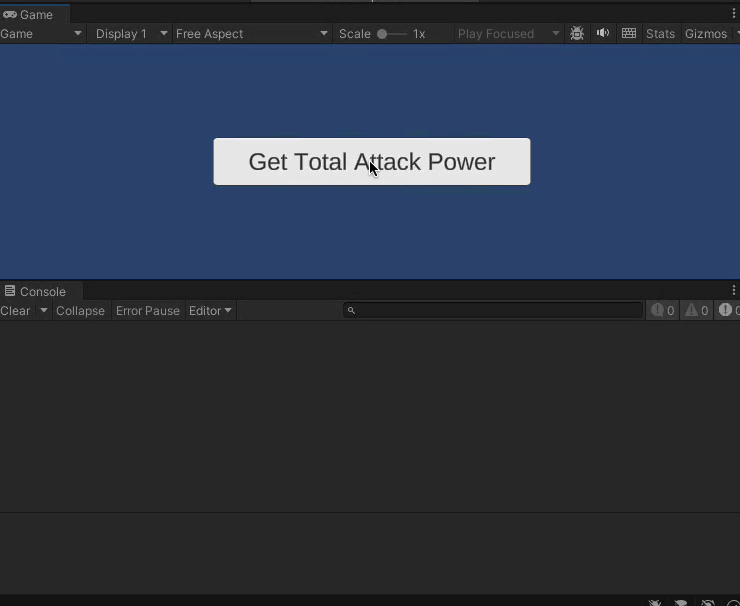 Game
Game Display 1 Free Aspect Scale 1x Play Focused Stats Gizmos
Get Total Attack Power
Console
Clear Collapse Error Pause Editor 0 0 0